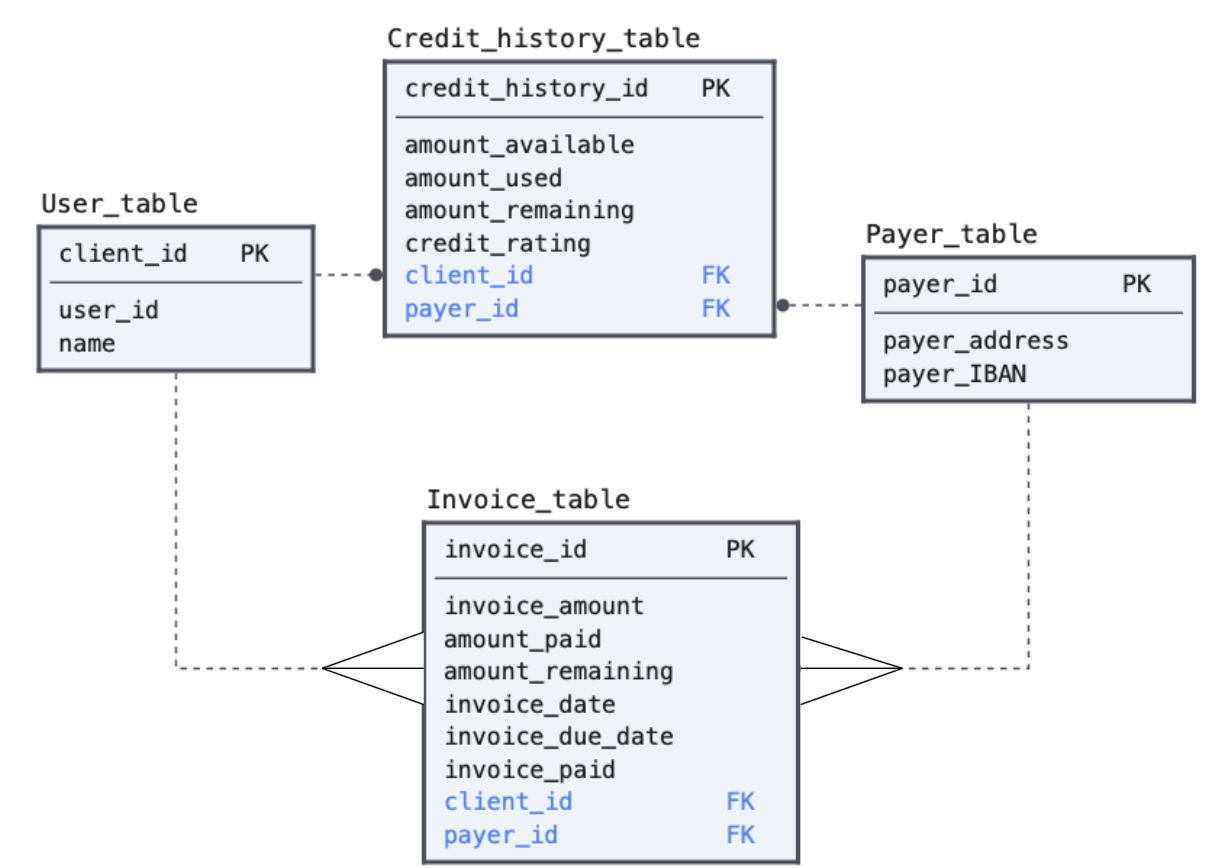 Credit_history_table
credit_history_id PK
amount_available
amount_used
amount_remaining
credit_rating
client_id FK
payer_id FK
User_table
client_id PK
user_id
name
Payer_table
payer_id PK
payer_address
payer_IBAN
Invoice_table
invoice_id PK
invoice_amount
amount_paid
amount_remaining
invoice_date
invoice_due_date
invoice_paid
client_id FK
payer_id FK